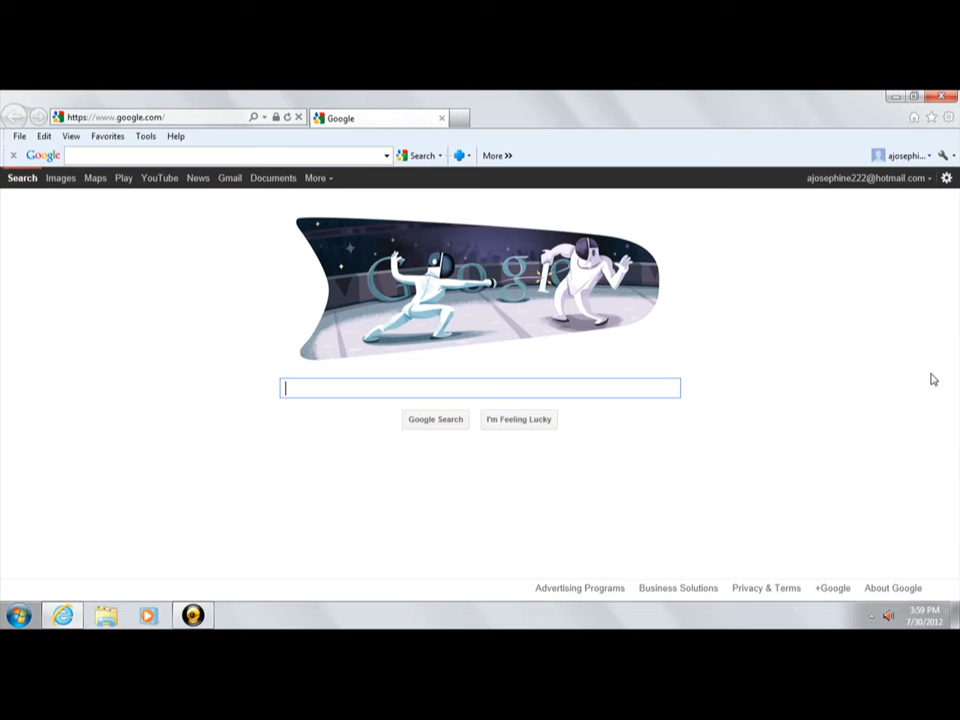 https://www.google.com/
Google
File Edit View Favorites Tools Help
x Google Search More »
ajosephi...
Search Images Maps Play YouTube News Gmail Documents More
ajosephine222@hotmail.com
Google
Google Search I'm Feeling Lucky
Advertising Programs Business Solutions Privacy & Terms +Google About Google
3:59 PM
7/30/2012